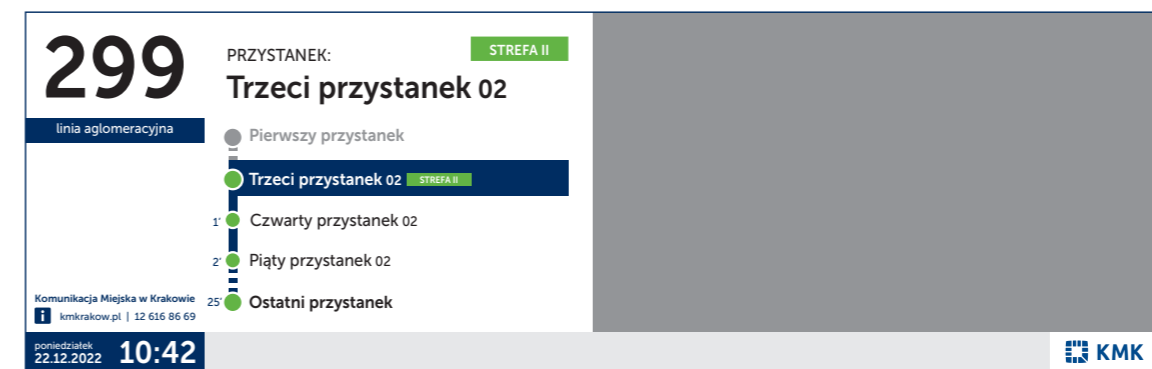 299
linia aglomeracyjna
PRZYSTANEK:
STREFA II
Trzeci przystanek 02
Pierwszy przystanek
Trzeci przystanek 02 STREFA II
1' Czwarty przystanek 02
2' Piąty przystanek 02
25' Ostatni przystanek
Komunikacja Miejska w Krakowie
i kmkrakow.pl | 12 616 86 69
poniedziałek
22.12.2022
10:42
KMK